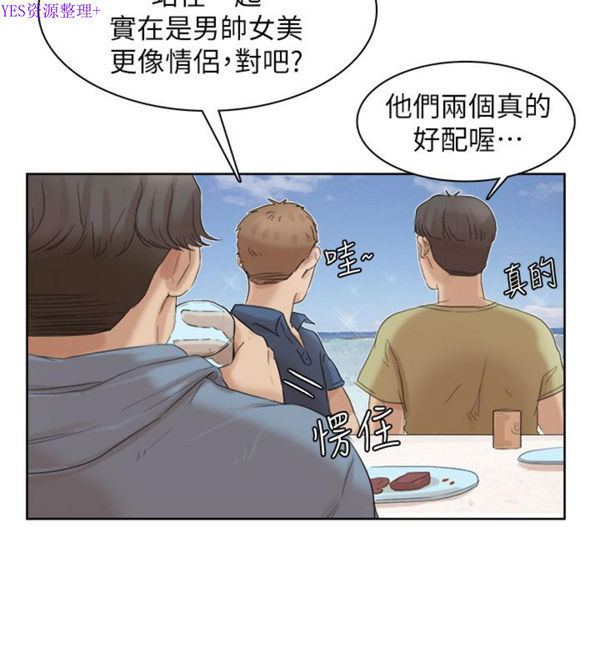 YES资源整理+
實在是男帥女美
更像情侶,對吧?
他們兩個真的
好配喔…
哇~
真的
愣住